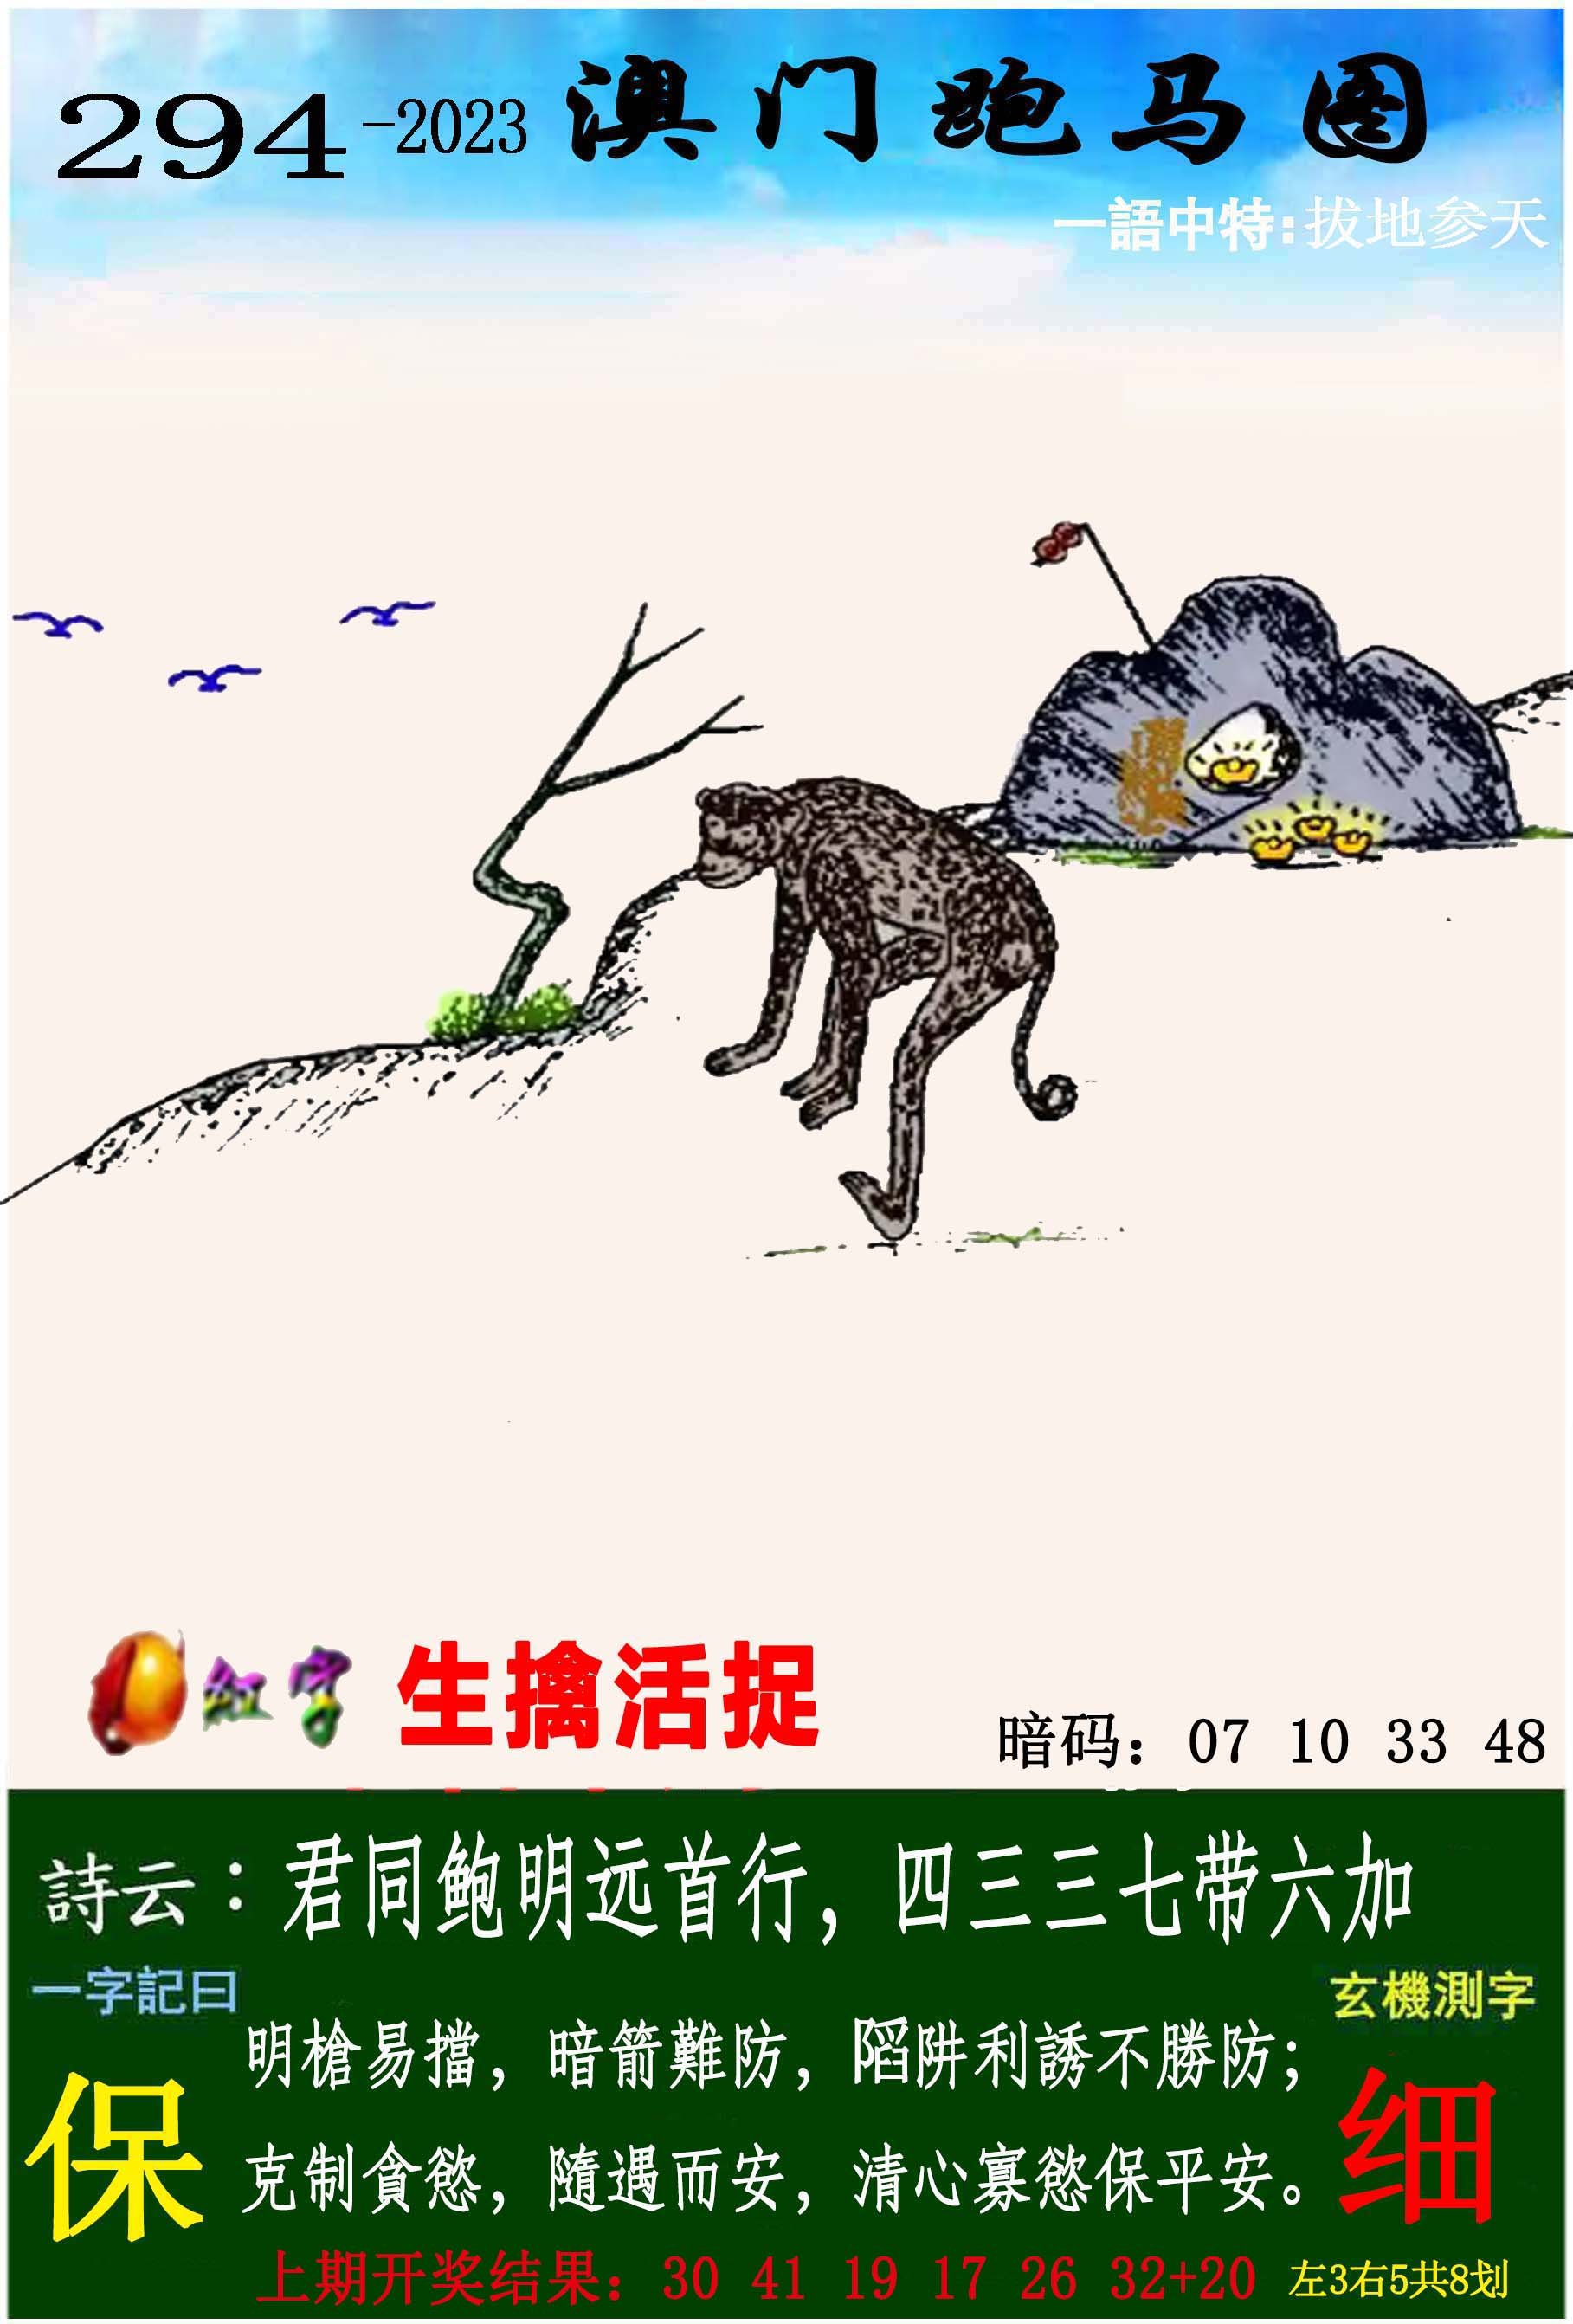 294-2023 澳门跑马图
一語中特:拔地参天
红字 生擒活捉
暗码：07 10 33 48
詩云：君同鲍明远首行，四三三七带六加
一字記曰
玄機測字
明槍易擋，暗箭難防，陷阱利誘不勝防；
保
细
克制貪慾，隨遇而安，清心寡慾保平安。
上期开奖结果：30 41 19 17 26 32+20
左3右5共8划